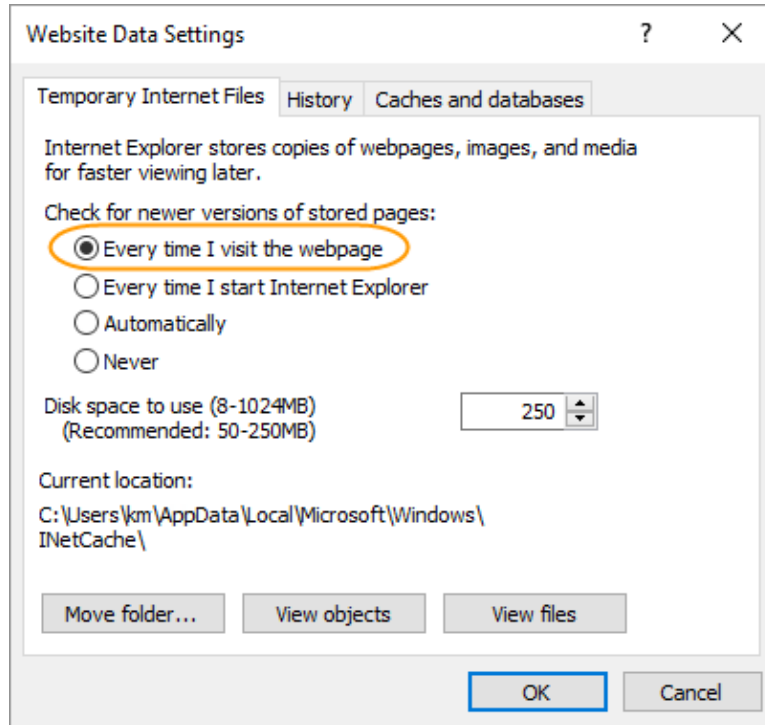 Website Data Settings
?
Temporary Internet Files
History
Caches and databases
Internet Explorer stores copies of webpages, images, and media
for faster viewing later.
Check for newer versions of stored pages:
Every time I visit the webpage
Every time I start Internet Explorer
Automatically
Never
Disk space to use (8-1024MB)
250
(Recommended: 50-250MB)
Current location:
C:\Users\km\AppData\Local\Microsoft\Windows\
INetCache\
Move folder...
View objects
View files
OK
Cancel